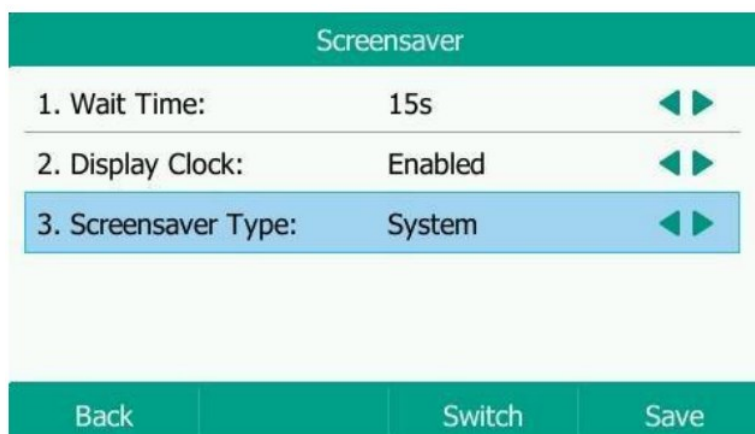 Screensaver
1. Wait Time: 15s
2. Display Clock: Enabled
3. Screensaver Type: System
Back Switch Save